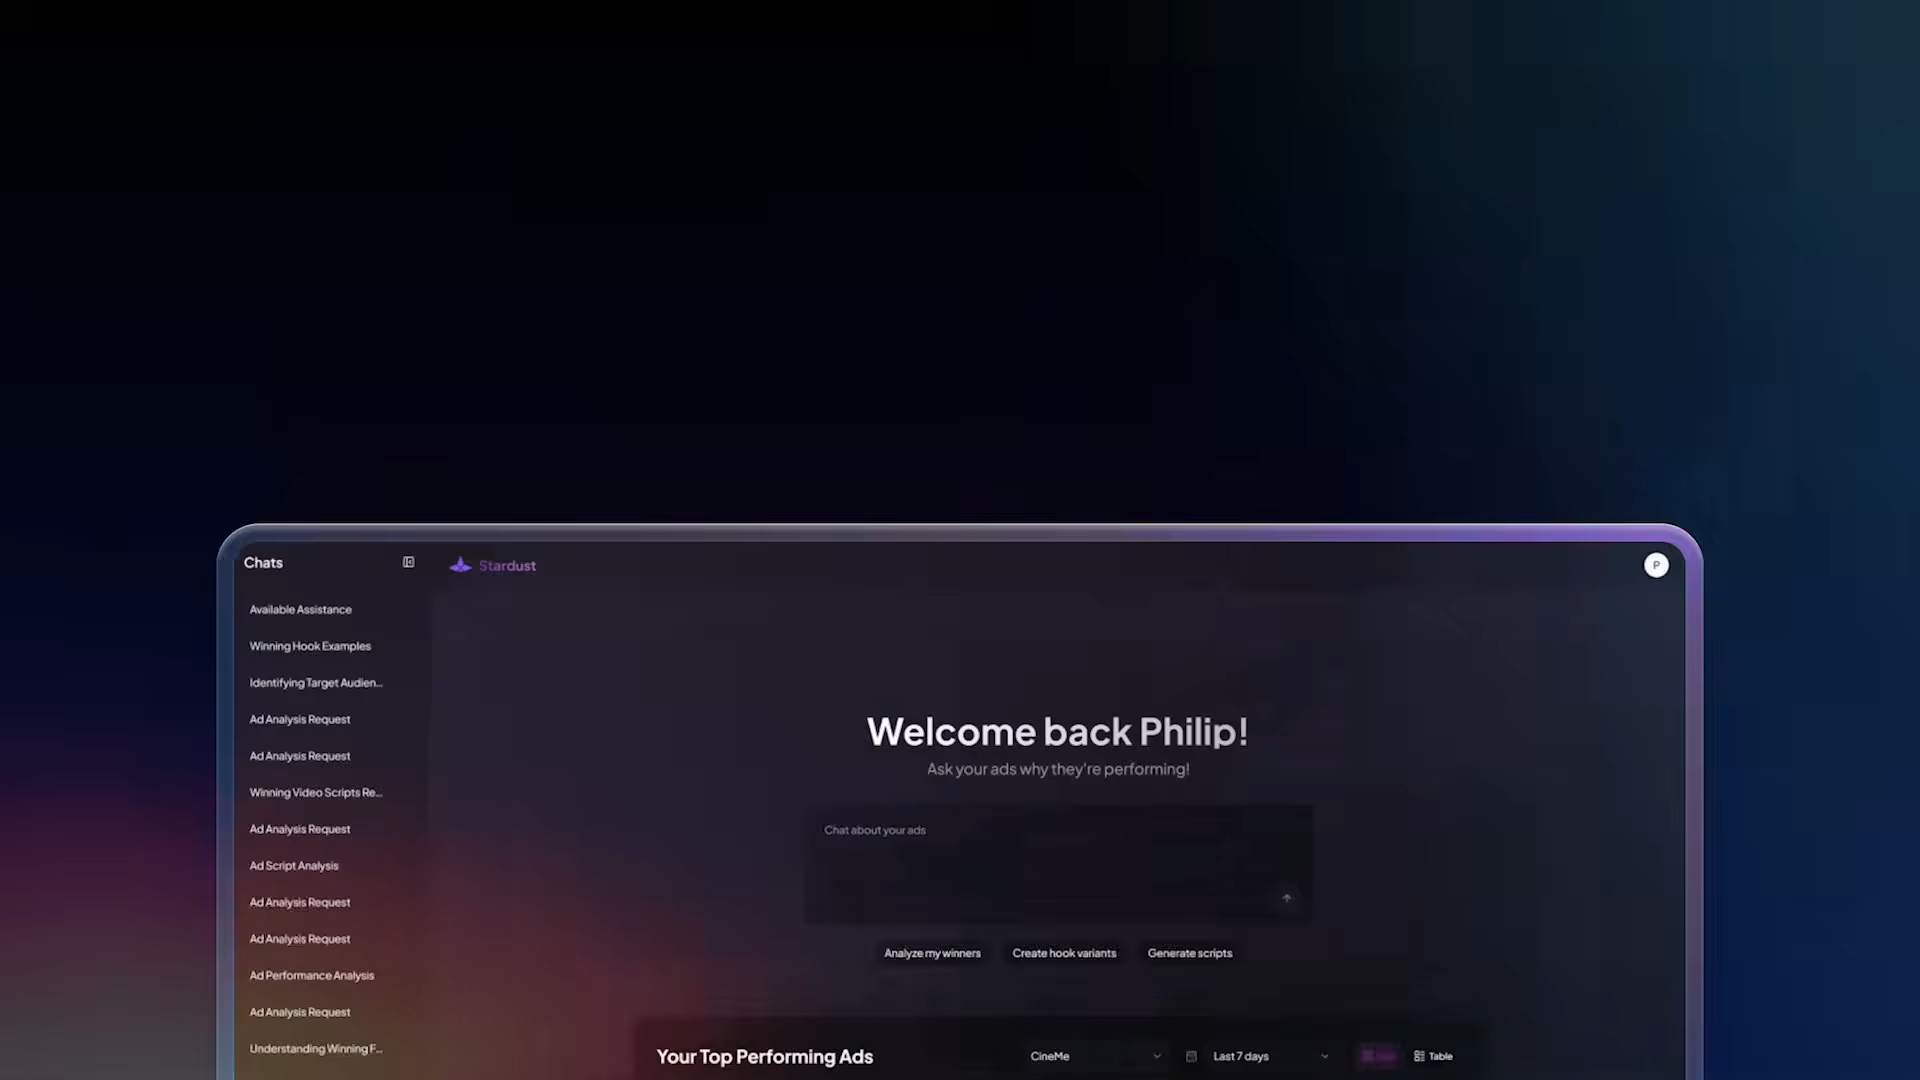 Chats
Stardust
P
Available Assistance
Winning Hook Examples
Identifying Target Audien...
Ad Analysis Request
Ad Analysis Request
Winning Video Scripts Re...
Ad Analysis Request
Ad Script Analysis
Ad Analysis Request
Ad Analysis Request
Ad Performance Analysis
Ad Analysis Request
Understanding Winning F...
Welcome back Philip!
Ask your ads why they're performing!
Chat about your ads
Analyze my winners
Create hook variants
Generate scripts
Your Top Performing Ads
CineMe
Last 7 days
Table